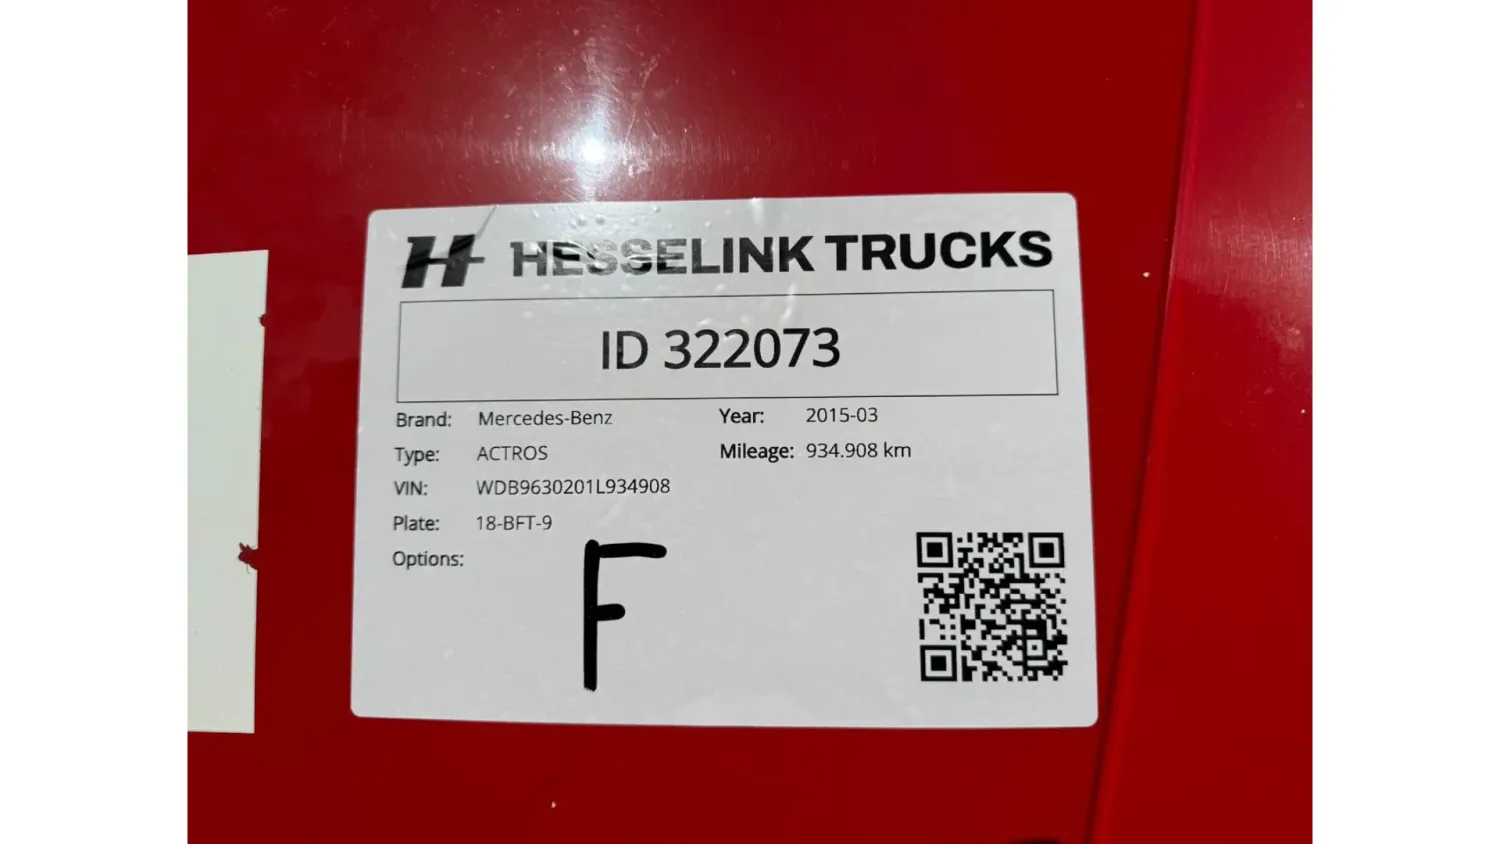 H HESSELINK TRUCKS
ID 322073
Brand: Mercedes-Benz Year: 2015-03
Type: ACTROS Mileage: 934.908 km
VIN: WDB9630201L934908
Plate: 18-BFT-9
Options:
F